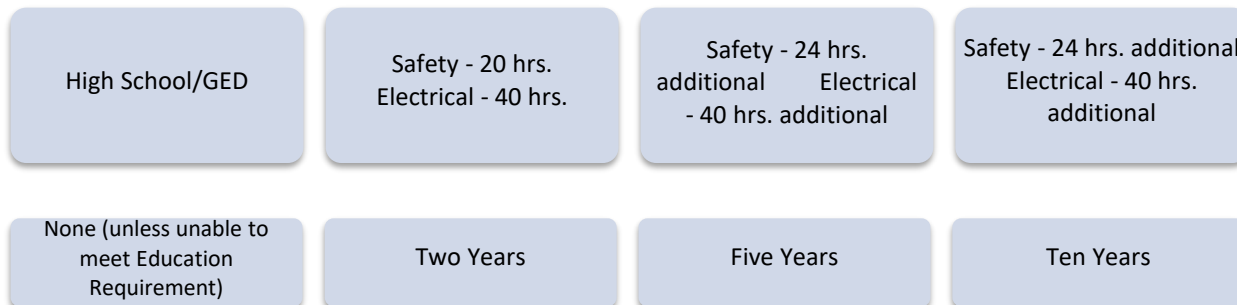 High School/GED
Safety - 20 hrs.
Electrical - 40 hrs.
Safety - 24 hrs.
additional Electrical
- 40 hrs. additional
Safety - 24 hrs. additional
Electrical - 40 hrs.
additional
None (unless unable to
meet Education
Requirement)
Two Years
Five Years
Ten Years